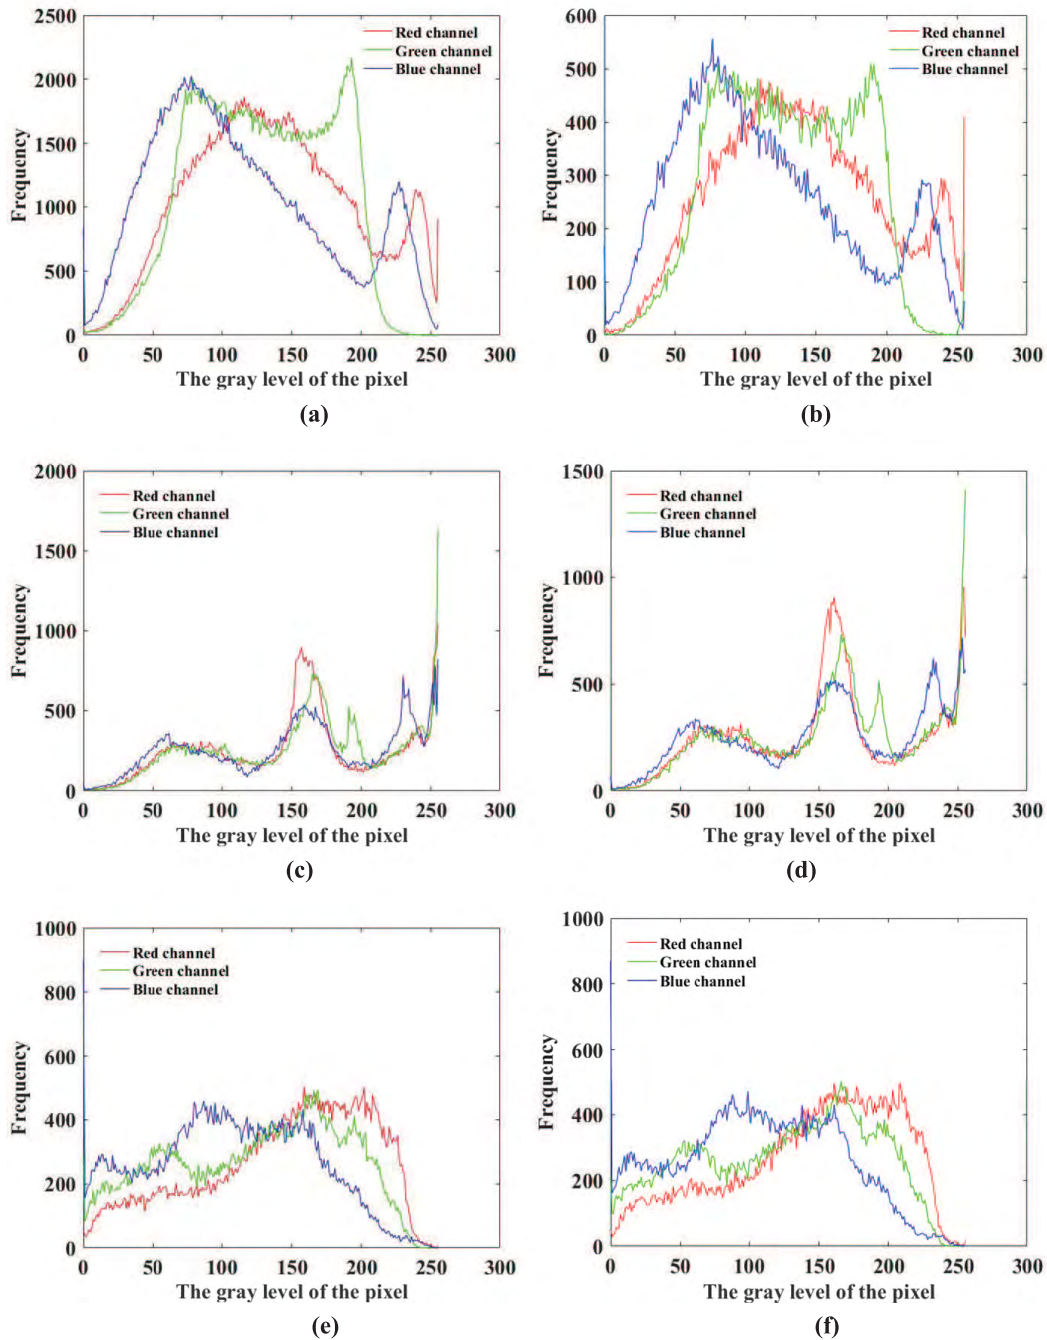 2500
2000
1500
1000
500
0
Frequency
Red channel
Green channel
Blue channel
0 50 100 150 200 250 300
The gray level of the pixel
(a)
600
500
400
300
200
100
0
Frequency
Red channel
Green channel
Blue channel
0 50 100 150 200 250 300
The gray level of the pixel
(b)
2000
1500
1000
500
0
Frequency
Red channel
Green channel
Blue channel
0 50 100 150 200 250 300
The gray level of the pixel
(c)
1500
1000
500
0
Frequency
Red channel
Green channel
Blue channel
0 50 100 150 200 250 300
The gray level of the pixel
(d)
1000
800
600
400
200
0
Frequency
Red channel
Green channel
Blue channel
0 50 100 150 200 250 300
The gray level of the pixel
(e)
1000
800
600
400
200
0
Frequency
Red channel
Green channel
Blue channel
0 50 100 150 200 250 300
The gray level of the pixel
(f)